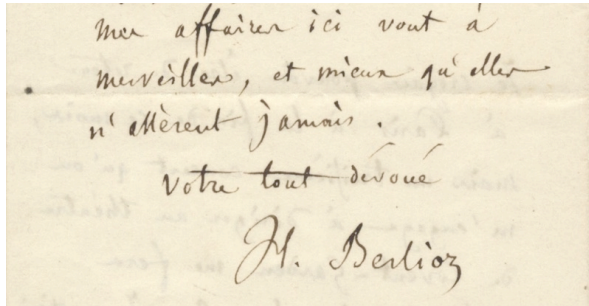 mes affaires ici vont à
merveilles, et mieux qu'elles
n'allèrent jamais.
Votre tout dévoué
H. Berlioz